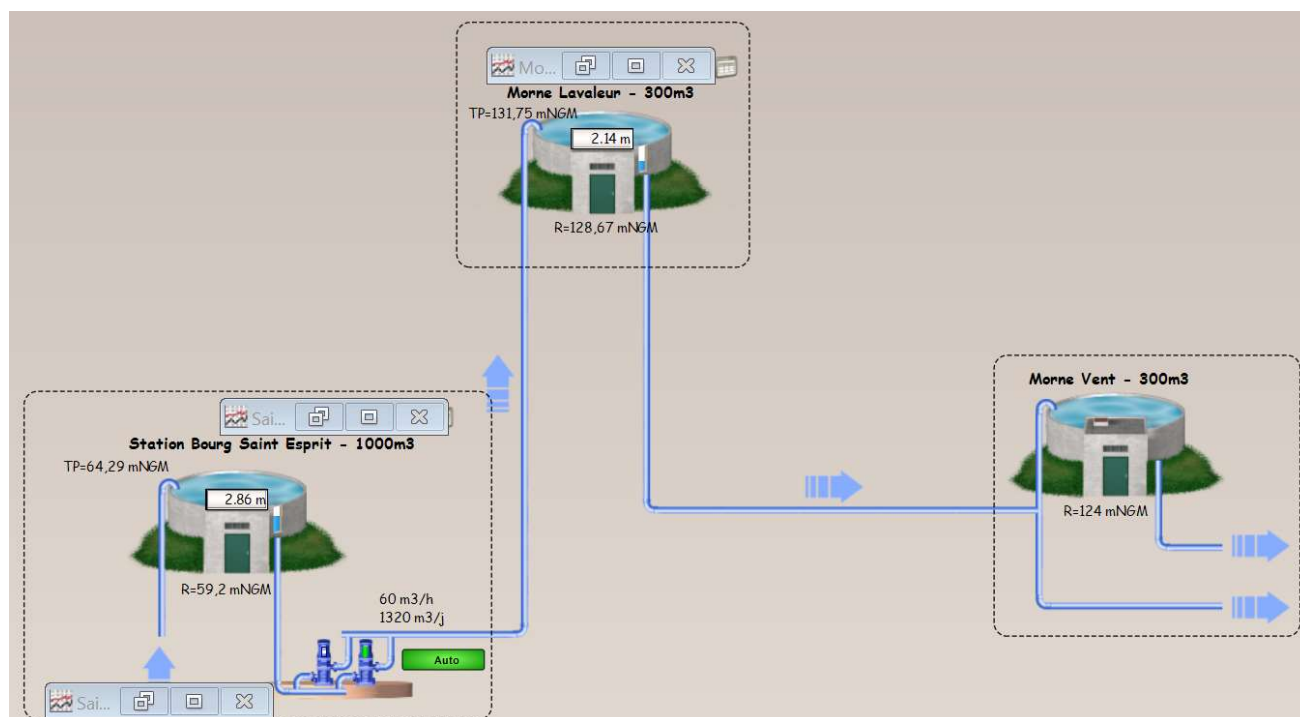 Mo...
Morne Lavaleur - 300m3
TP=131,75 mNGM
2.14 m
R=128,67 mNGM
Morne Vent - 300m3
R=124 mNGM
Sai...
Station Bourg Saint Esprit - 1000m3
TP=64,29 mNGM
2.86 m
R=59,2 mNGM
60 m3/h
1320 m3/j
Auto
Sai...